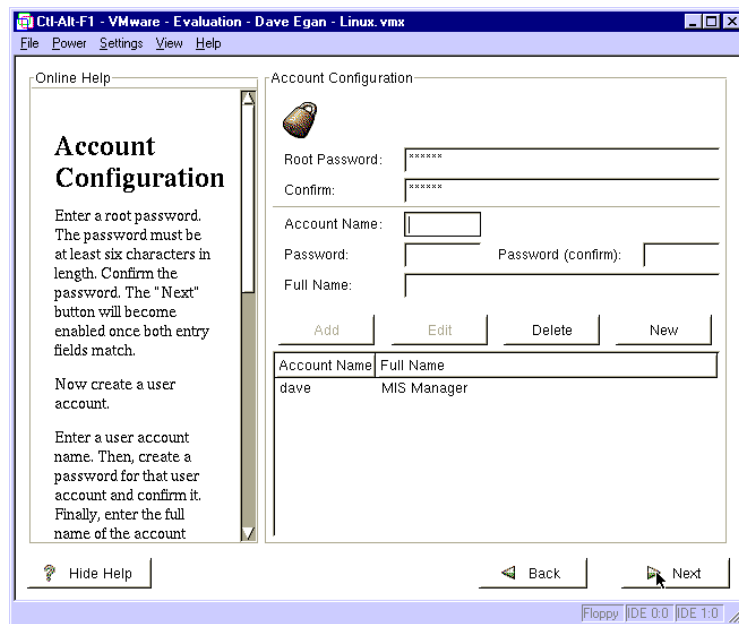 Ctl-Alt-F1 - VMware - Evaluation - Dave Egan - Linux.vmx
File Power Settings View Help
Online Help
Account
Configuration
Enter a root password.
The password must be
at least six characters in
length. Confirm the
password. The "Next"
button will become
enabled once both entry
fields match.
Now create a user
account.
Enter a user account
name. Then, create a
password for that user
account and confirm it.
Finally, enter the full
name of the account
Account Configuration
Root Password: ******
Confirm: ******
Account Name:
Password: Password (confirm):
Full Name:
Add Edit Delete New
Account Name Full Name
dave MIS Manager
? Hide Help Back Next
Floppy IDE 0:0 IDE 1:0